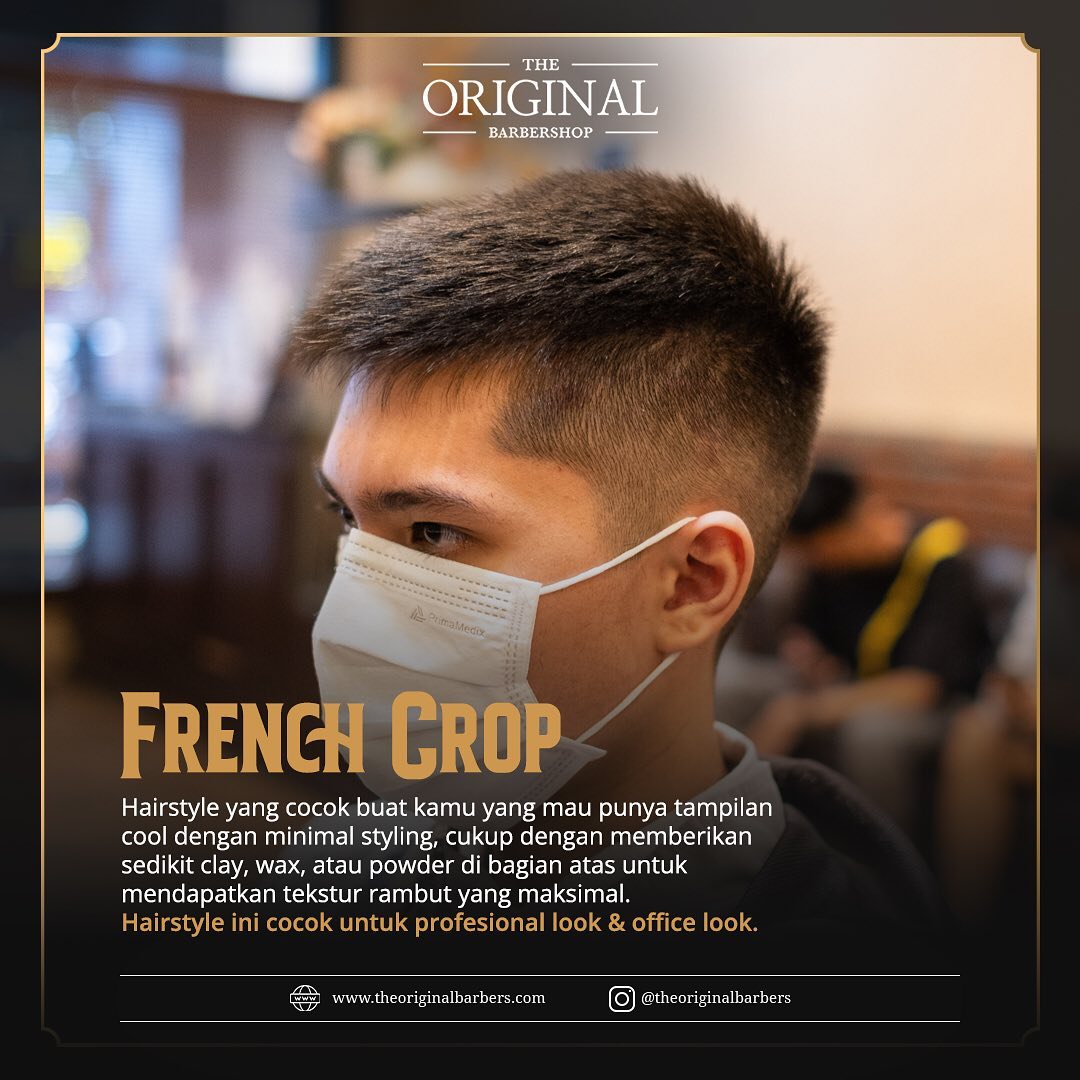 THE
ORIGINAL
BARBERSHOP
PrimaMedix
FRENCH CROP
Hairstyle yang cocok buat kamu yang mau punya tampilan
cool dengan minimal styling, cukup dengan memberikan
sedikit clay, wax, atau powder di bagian atas untuk
mendapatkan tekstur rambut yang maksimal.
Hairstyle ini cocok untuk profesional look & office look.
www www.theoriginalbarbers.com @theoriginalbarbers